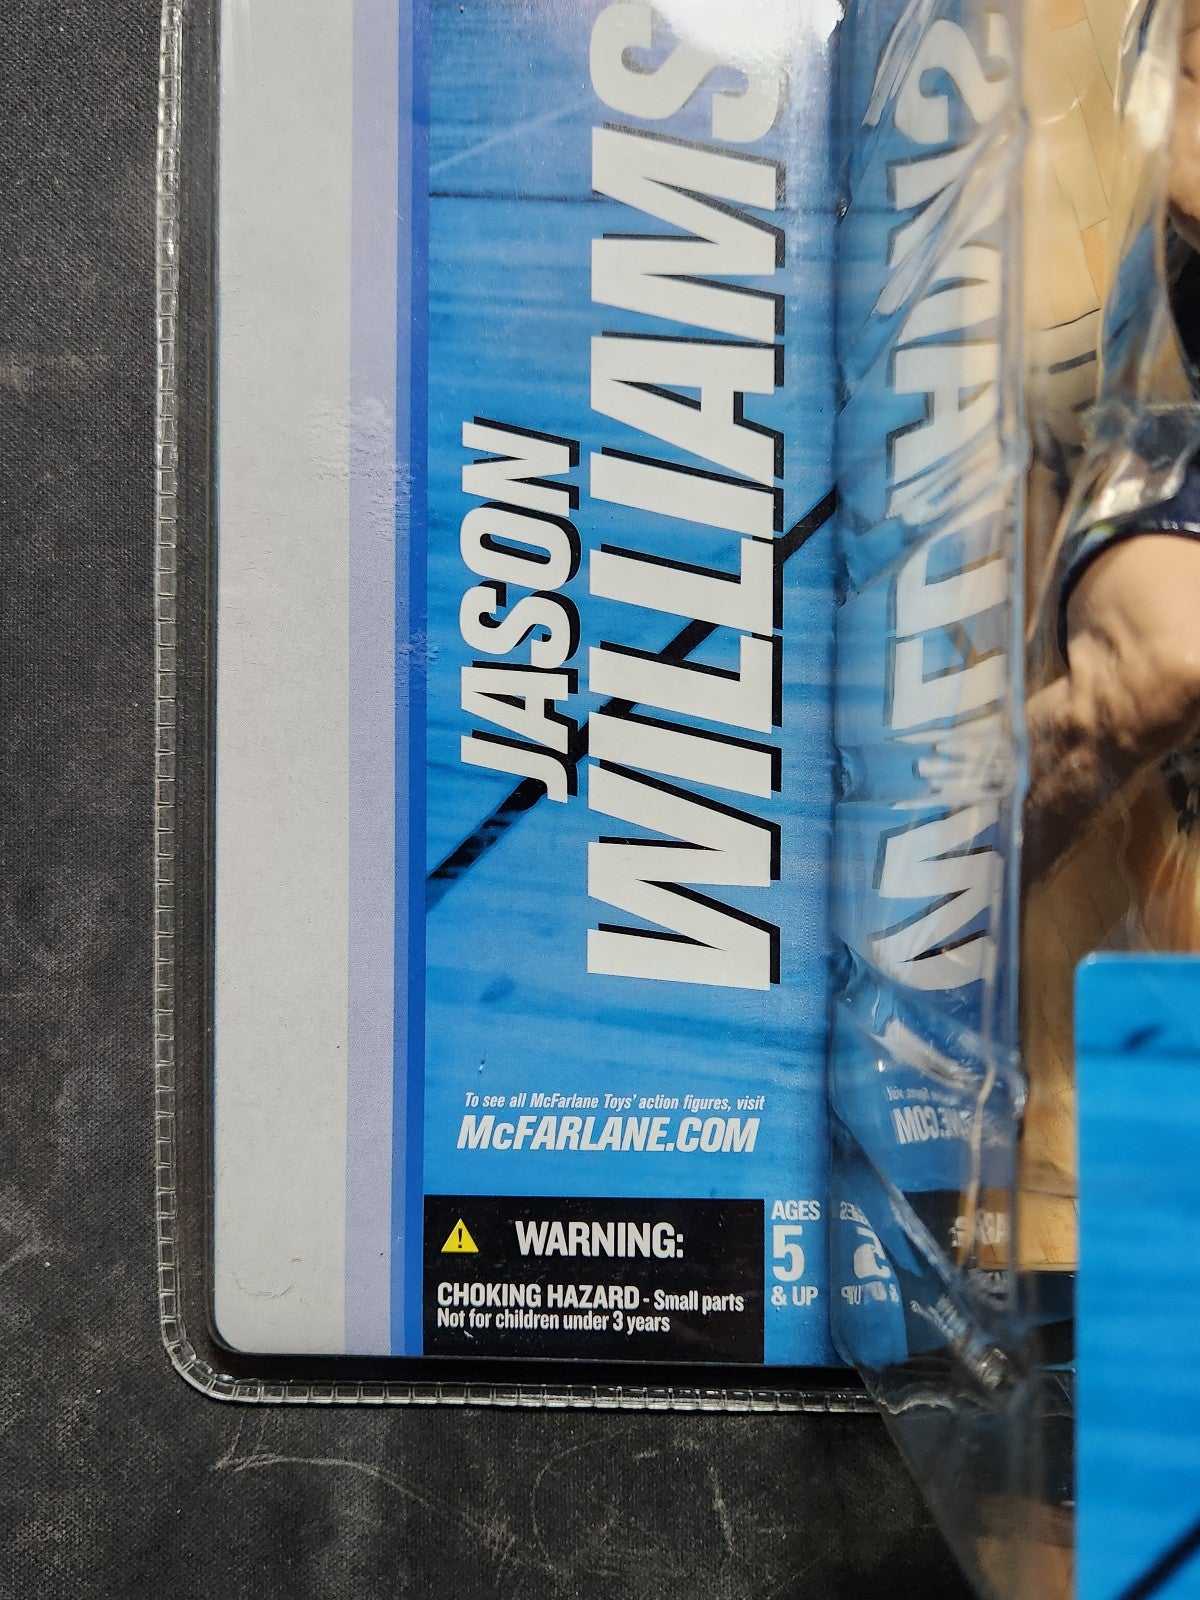 JASON
WILLIAMS
To see all McFarlane Toys' action figures, visit
McFARLANE.COM
WARNING:
CHOKING HAZARD - Small parts
Not for children under 3 years
AGES
5
& UP